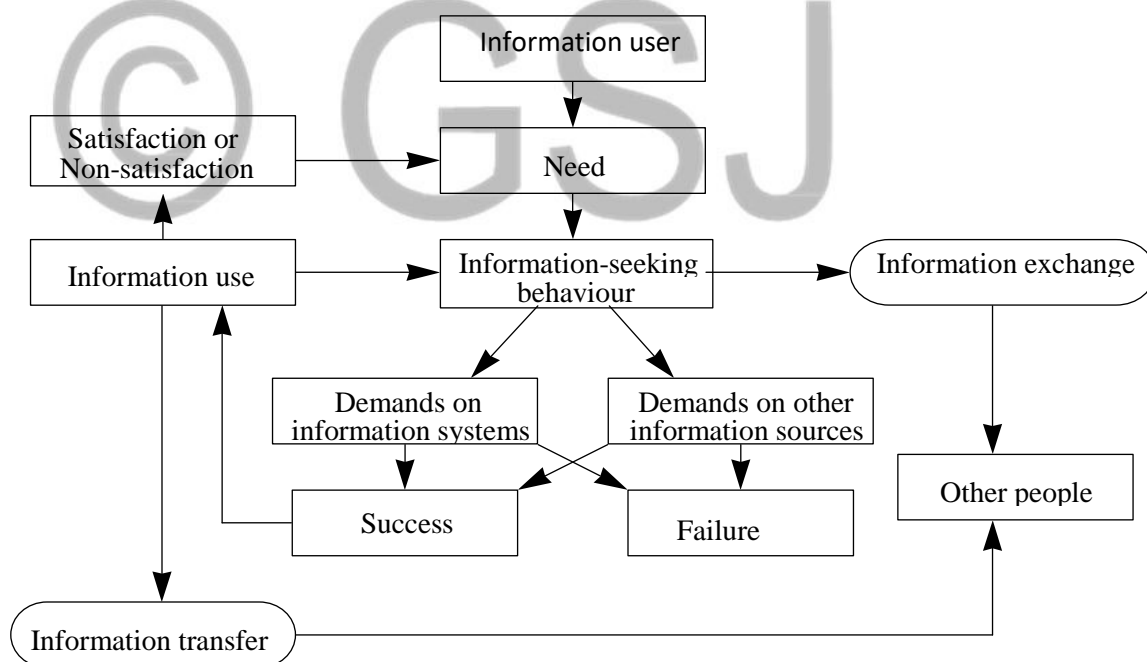 © GSJ
Information user
Satisfaction or
Non-satisfaction
Need
Information use
Information-seeking
behaviour
Information exchange
Demands on
information systems
Demands on other
information sources
Success
Failure
Other people
Information transfer